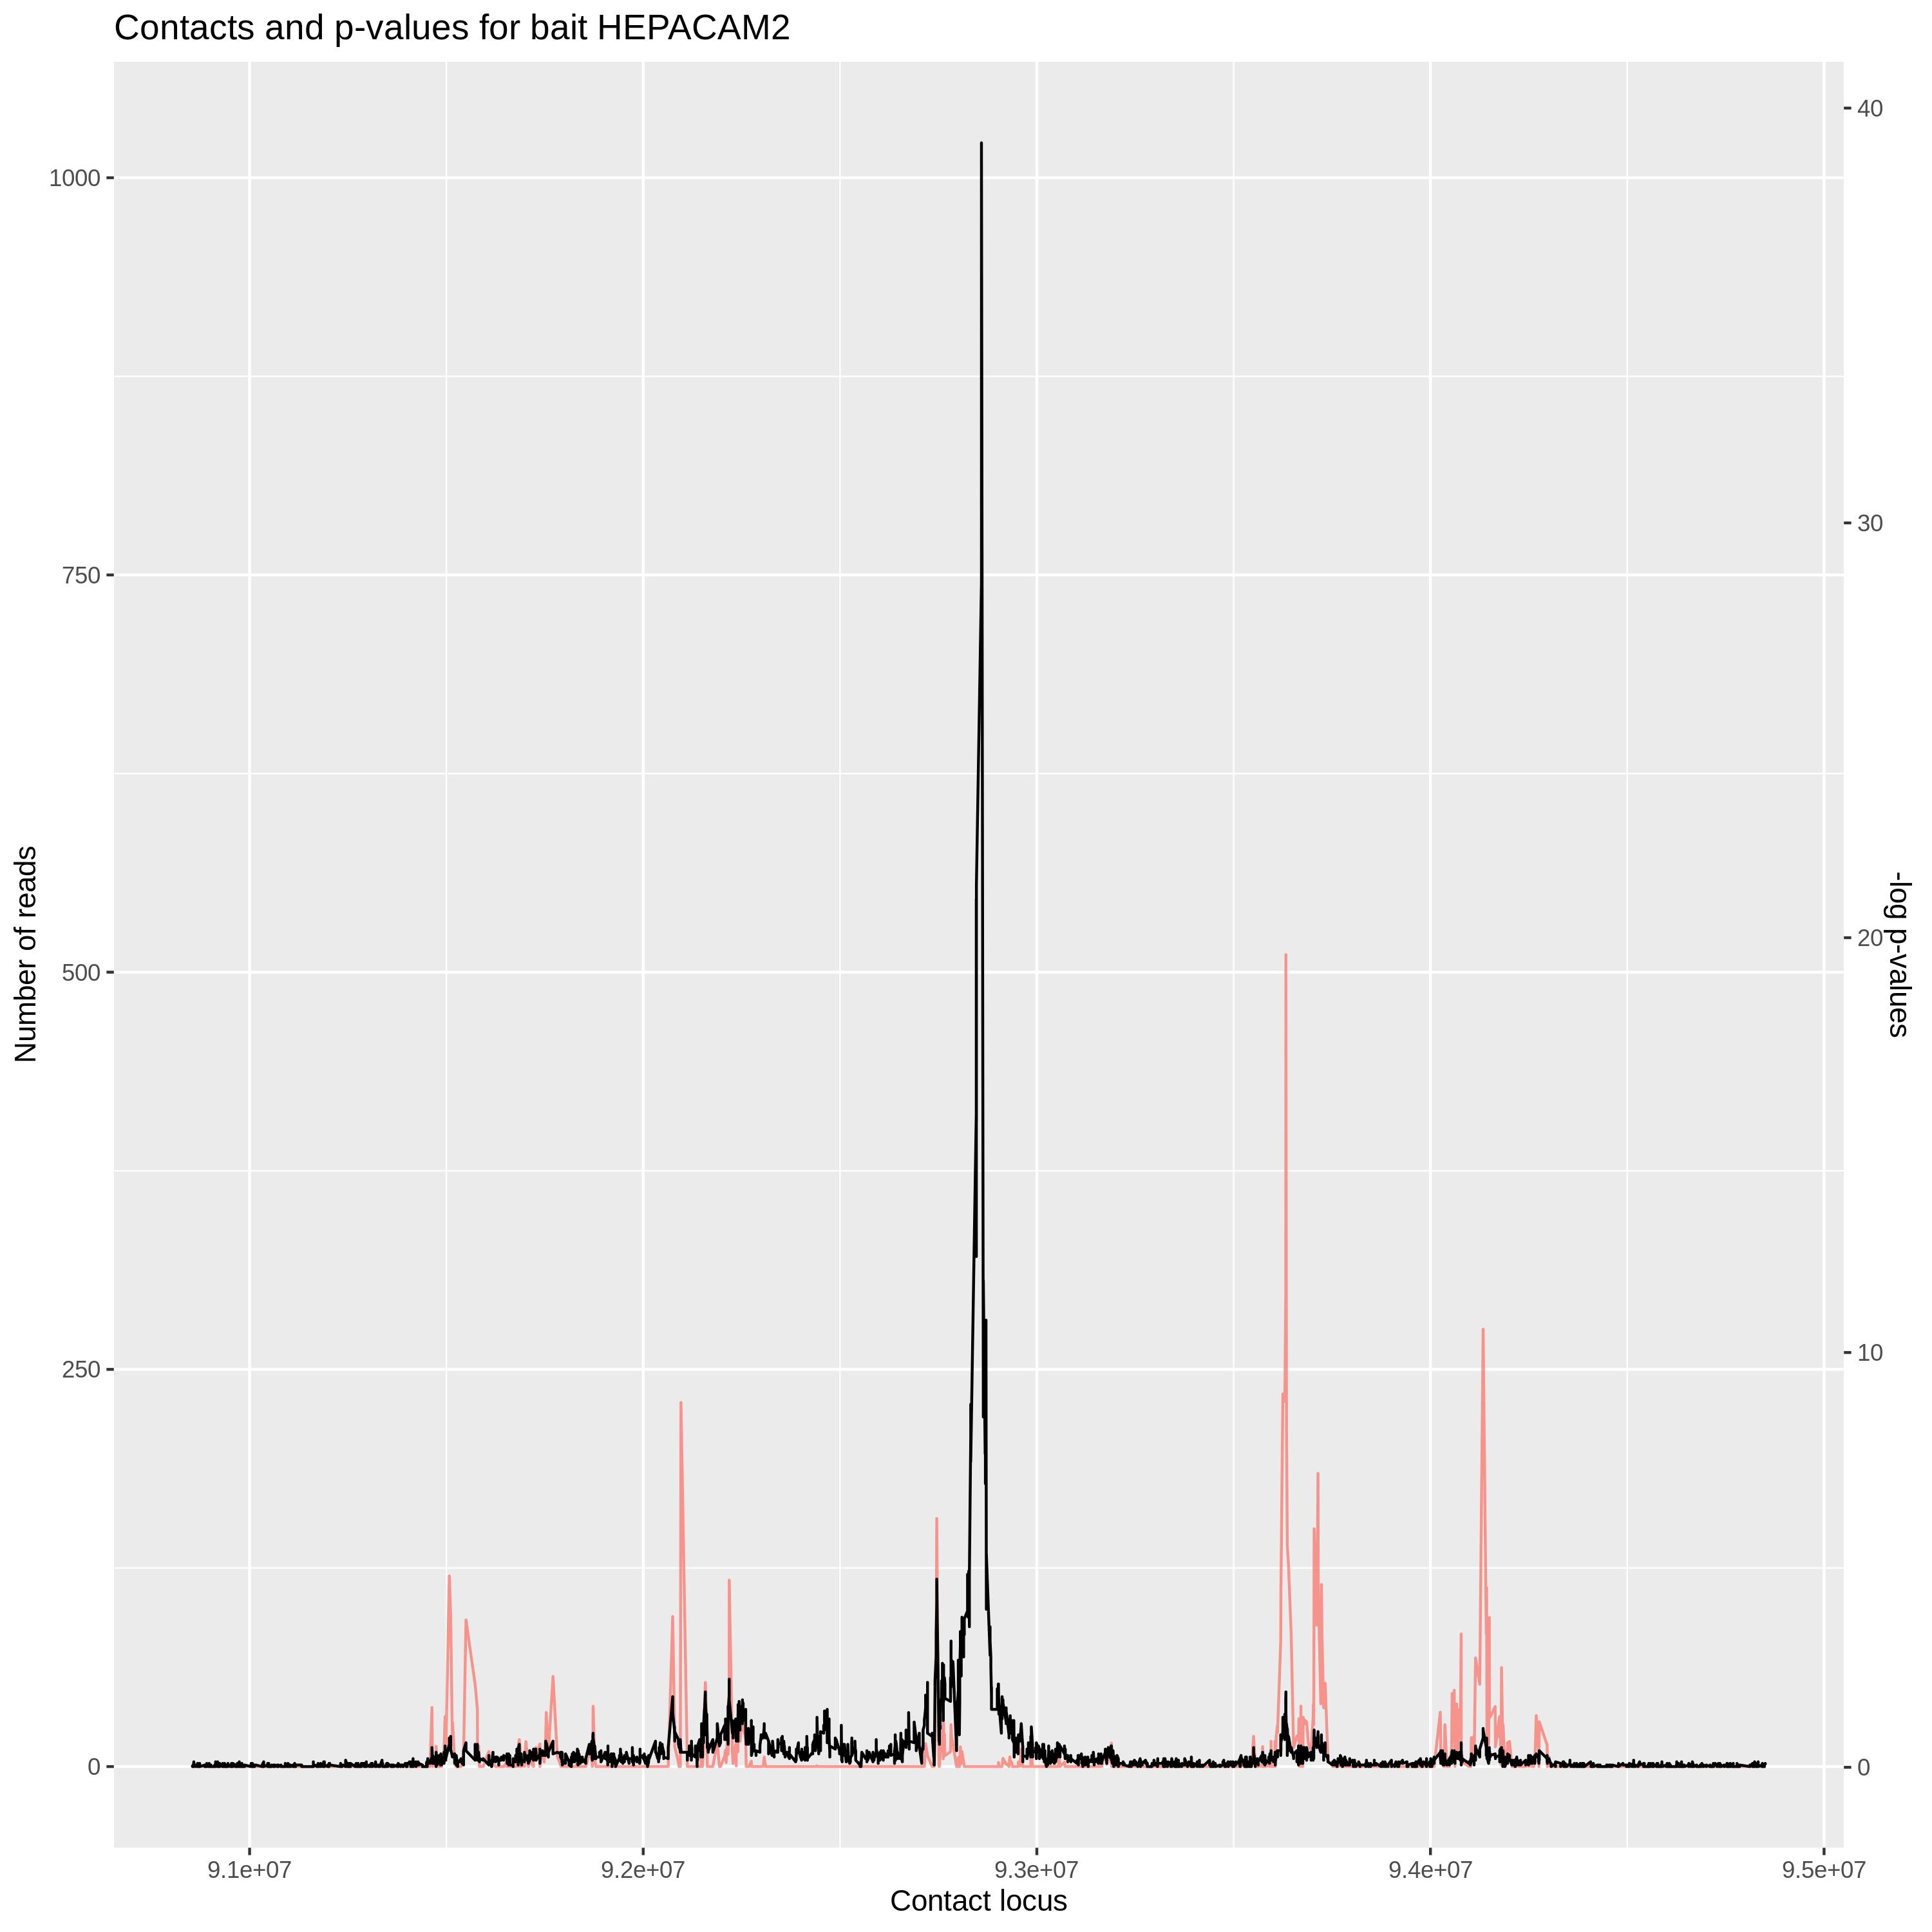 Contacts and p-values for bait HEPACAM2
1000
750
500
250
0
Number of reads
40
30
20
10
0
-log p-values
9.1e+07
9.2e+07
9.3e+07
9.4e+07
9.5e+07
Contact locus